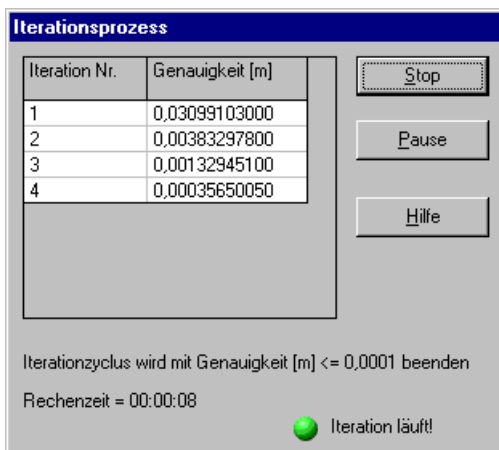 Iterationsprozess
Iteration Nr. Genauigkeit [m]
1 0,03099103000
2 0,00383297800
3 0,00132945100
4 0,00035650050
Stop
Pause
Hilfe
Iterationzyclus wird mit Genauigkeit [m] <= 0,0001 beenden
Rechenzeit = 00:00:08
Iteration läuft!